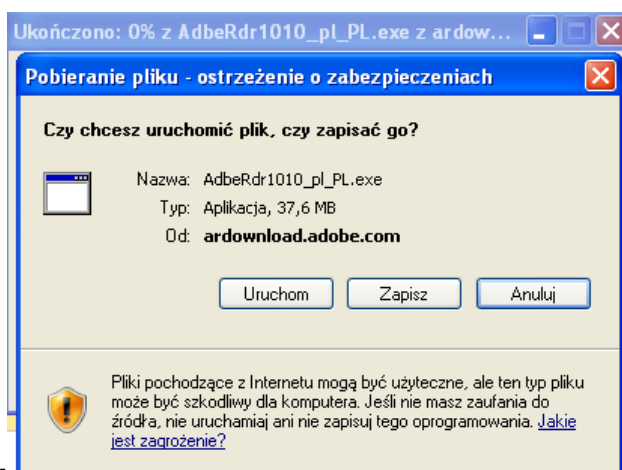 Ukończono: 0% z AdbeRdr1010_pl_PL.exe z ardow...
Pobieranie pliku - ostrzeżenie o zabezpieczeniach
Czy chcesz uruchomić plik, czy zapisać go?
Nazwa: AdbeRdr1010_pl_PL.exe
Typ: Aplikacja, 37,6 MB
Od: ardownload.adobe.com
Uruchom Zapisz Anuluj
Pliki pochodzące z Internetu mogą być użyteczne, ale ten typ pliku
może być szkodliwy dla komputera. Jeśli nie masz zaufania do
źródła, nie uruchamiaj ani nie zapisuj tego oprogramowania. Jakie
jest zagrożenie?